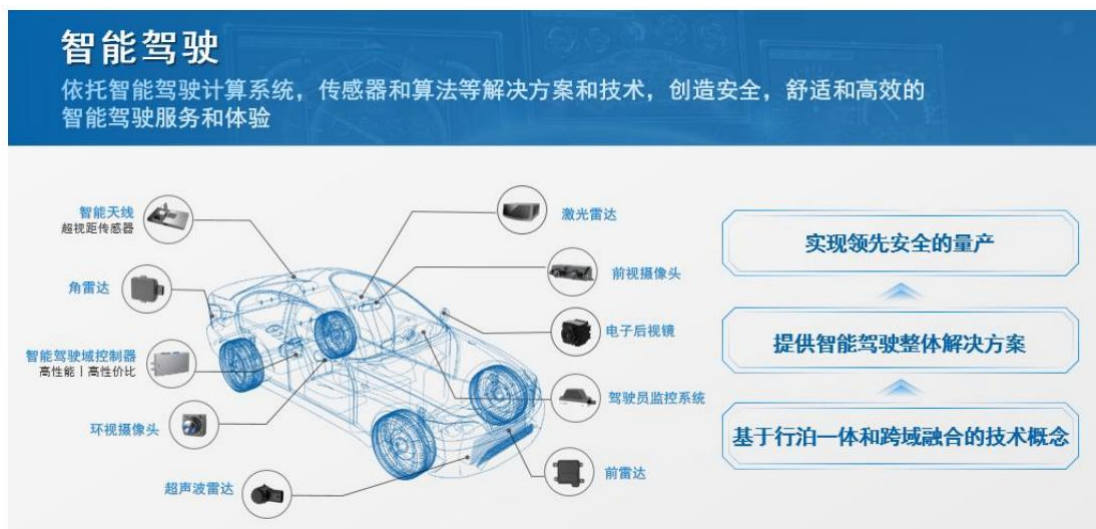 智能驾驶
依托智能驾驶计算系统，传感器和算法等解决方案和技术，创造安全，舒适和高效的
智能驾驶服务和体验
智能天线
超视距传感器
角雷达
智能驾驶域控制器
高性能丨高性价比
环视摄像头
超声波雷达
激光雷达
前视摄像头
电子后视镜
驾驶员监控系统
前雷达
实现领先安全的量产
提供智能驾驶整体解决方案
基于行泊一体和跨域融合的技术概念